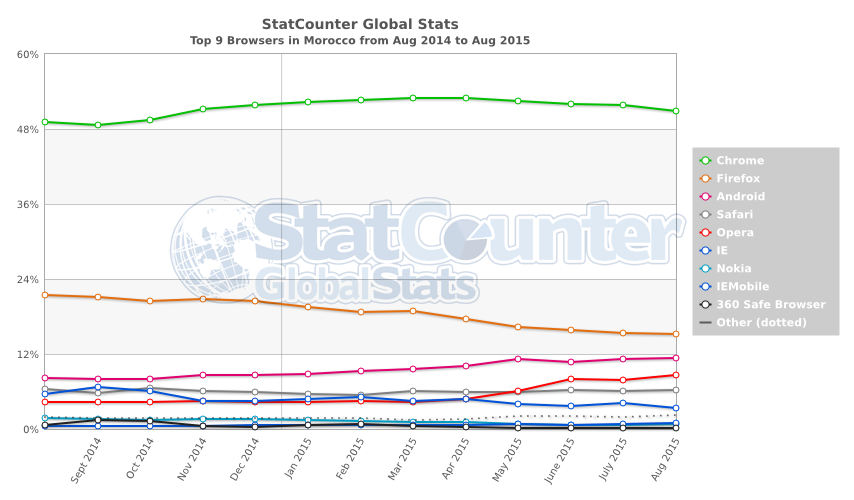 StatCounter Global Stats
Top 9 Browsers in Morocco from Aug 2014 to Aug 2015
60%
48%
36%
24%
12%
0%
StatCounter
GlobalStats
Chrome
Firefox
Android
Safari
Opera
IE
Nokia
IEMobile
360 Safe Browser
Other (dotted)
Sept 2014
Oct 2014
Nov 2014
Dec 2014
Jan 2015
Feb 2015
Mar 2015
Apr 2015
May 2015
June 2015
July 2015
Aug 2015